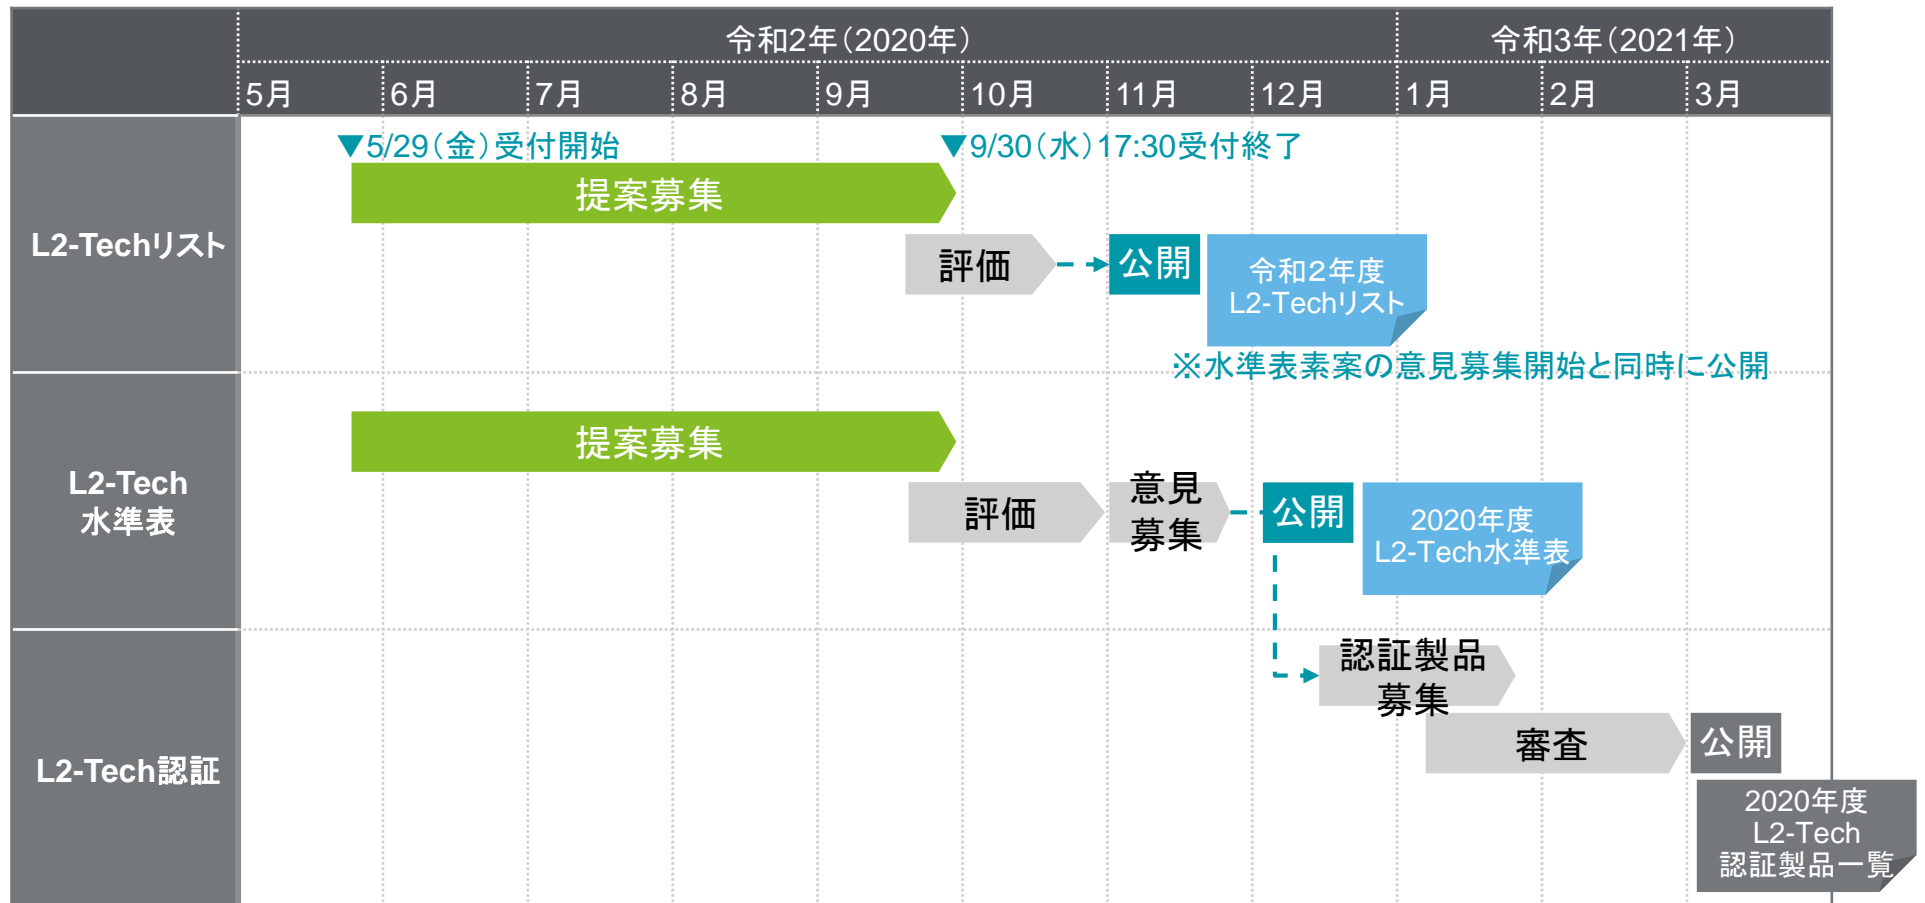 令和2年（2020年）
令和3年（2021年）
5月
6月
7月
8月
9月
10月
11月
12月
1月
2月
3月
L2-Techリスト
▼5/29（金）受付開始
▼9/30（水）17:30受付終了
提案募集
評価
公開
令和２年度
L2-Techリスト
※水準表素案の意見募集開始と同時に公開
L2-Tech
水準表
提案募集
評価
意見
募集
公開
2020年度
L2-Tech水準表
L2-Tech認証
認証製品
募集
審査
公開
2020年度
L2-Tech
認証製品一覧